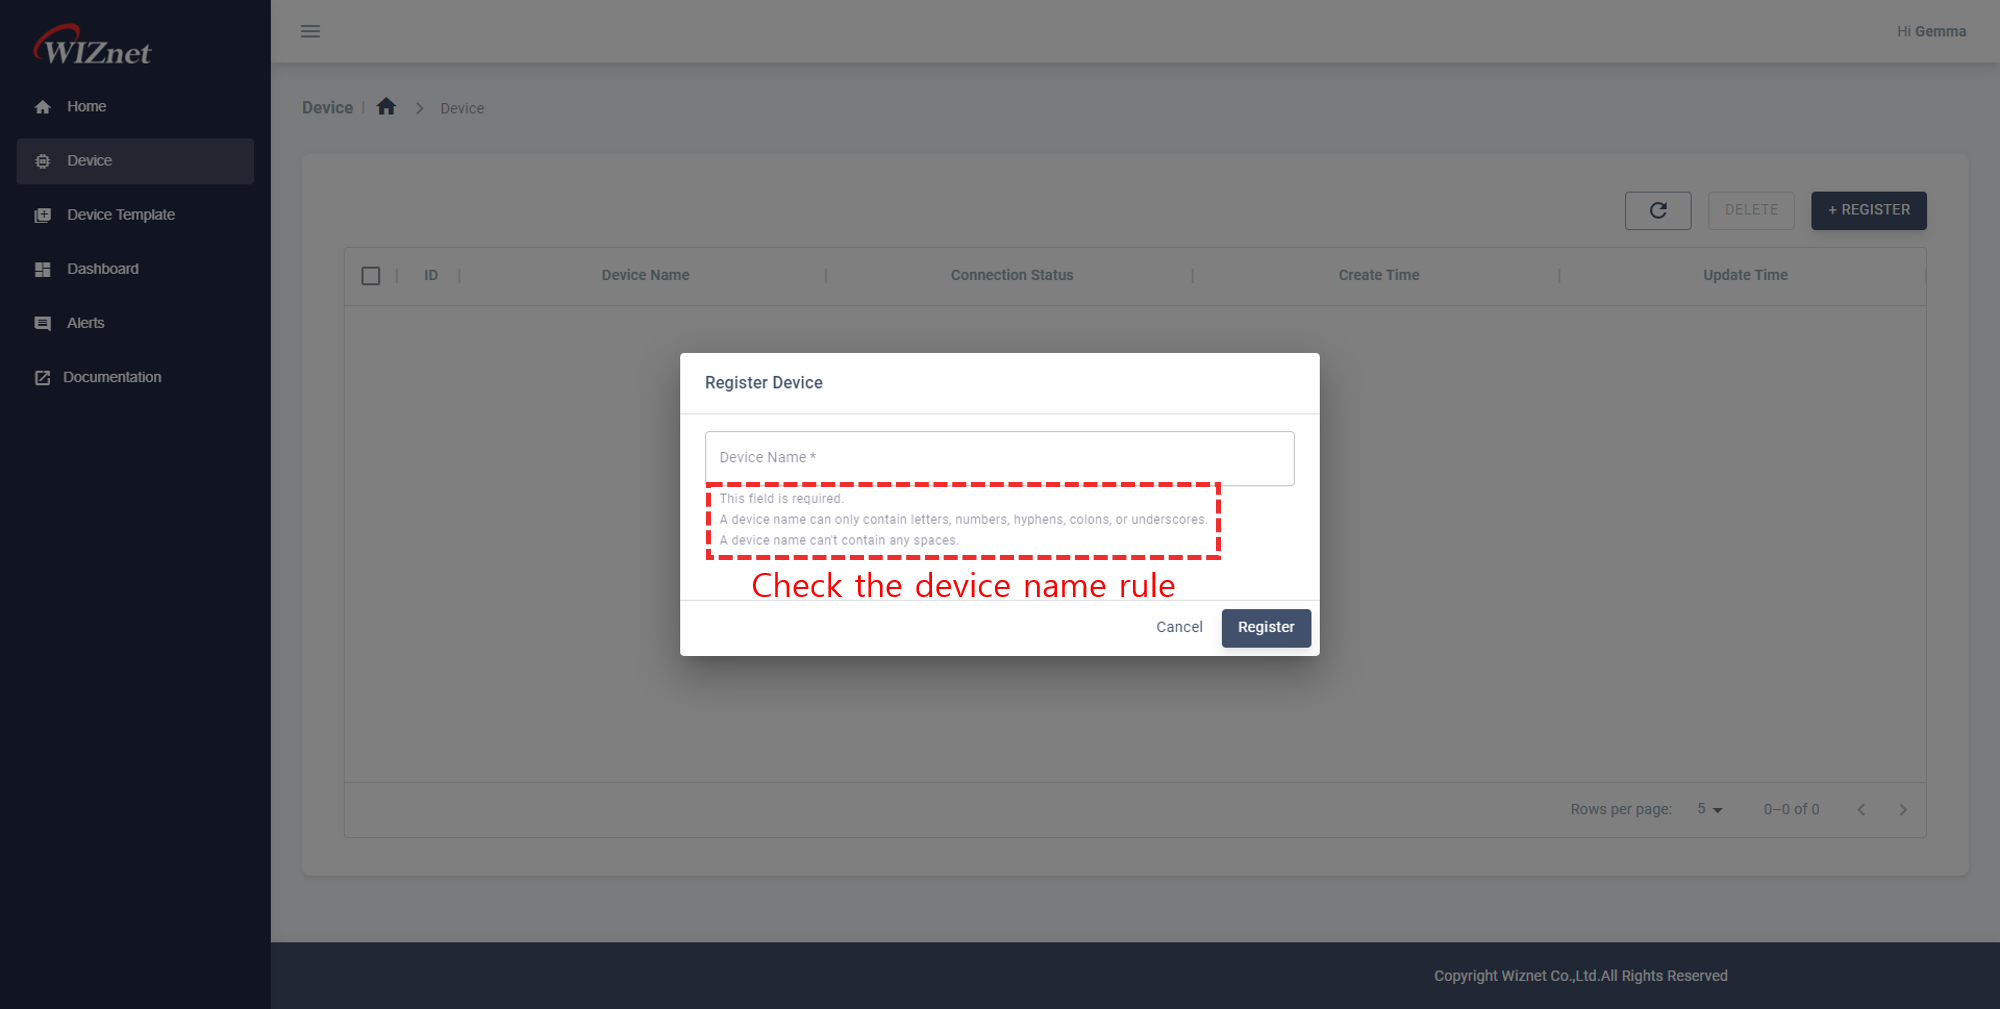 WIZnet
Hi Gemma
Home
Device
Device Template
Dashboard
Alerts
Documentation
Device | > Device
DELETE
+ REGISTER
ID
Device Name
Connection Status
Create Time
Update Time
Register Device
Device Name *
This field is required.
A device name can only contain letters, numbers, hyphens, colons, or underscores.
A device name can't contain any spaces.
Check the device name rule
Cancel
Register
Rows per page: 5
0–0 of 0
Copyright Wiznet Co.,Ltd.All Rights Reserved